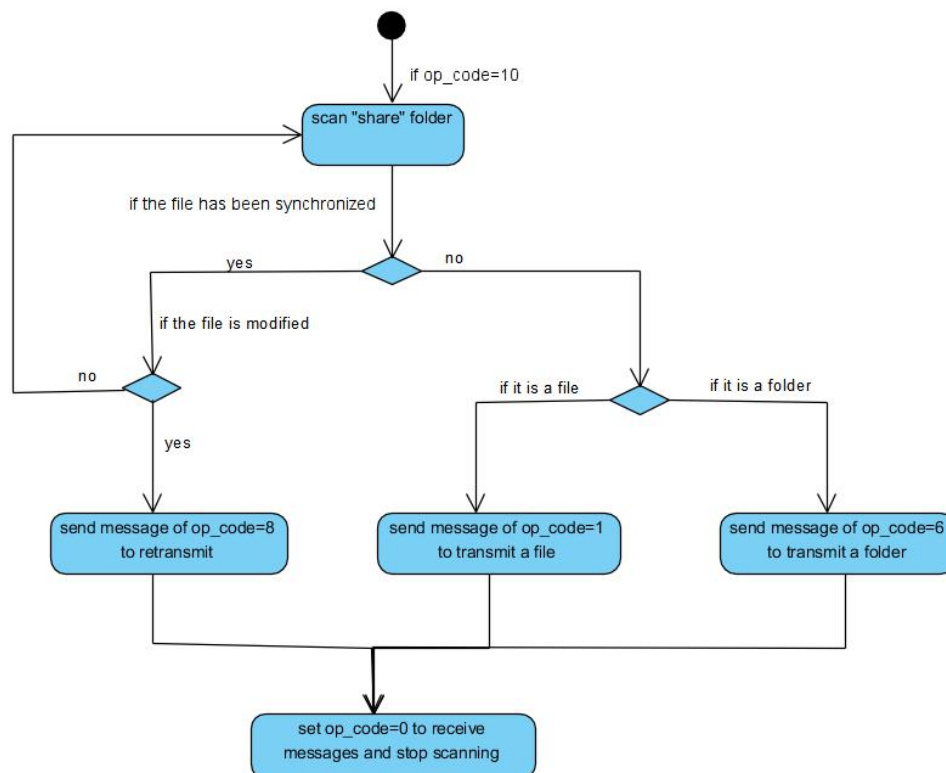 if op_code=10
scan "share" folder
if the file has been synchronized
yes
no
if the file is modified
no
if it is a file
if it is a folder
yes
send message of op_code=8
to retransmit
send message of op_code=1
to transmit a file
send message of op_code=6
to transmit a folder
set op_code=0 to receive
messages and stop scanning